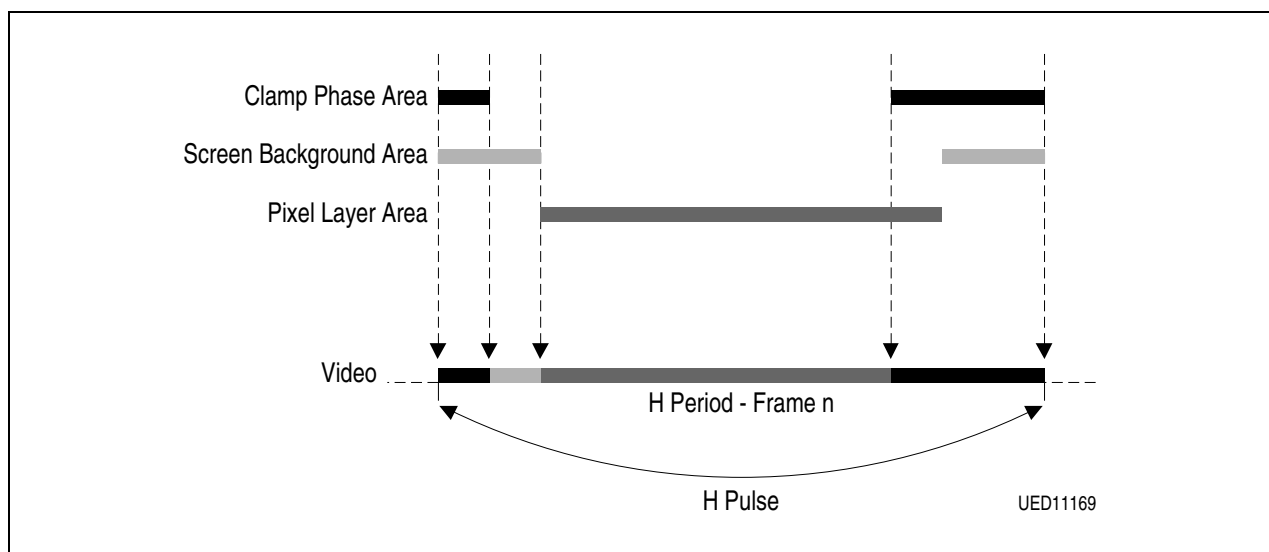 Clamp Phase Area
Screen Background Area
Pixel Layer Area
Video
H Period - Frame n
H Pulse
UED11169